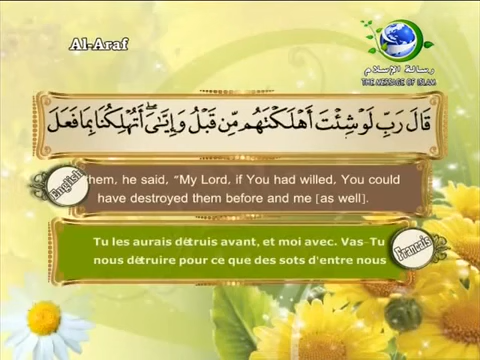 Al-Araf
رسالة الإسلام
THE MESSAGE OF ISLAM
قَالَ رَبِّ لَوْ شِئْتَ أَهْلَكْتَهُم مِّن قَبْلُ وَإِيَّٰىَ ۖ أَتُهْلِكُنَا بِمَا فَعَلَ
English
them, he said, "My Lord, if You had willed, You could
have destroyed them before and me [as well].
Tu les aurais détruis avant, et moi avec. Vas-Tu
Francais
nous détruire pour ce que des sots d'entre nous